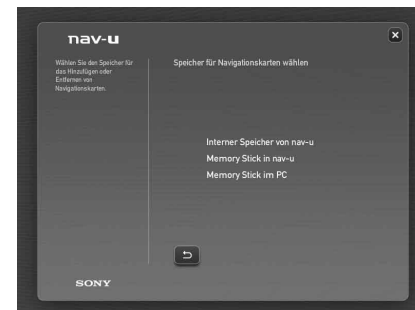 nav-u
Wählen Sie den Speicher für
das Hinzufügen oder
Entfernen von
Navigationskarten.
Speicher für Navigationskarten wählen
Interner Speicher von nav-u
Memory Stick in nav-u
Memory Stick im PC
SONY